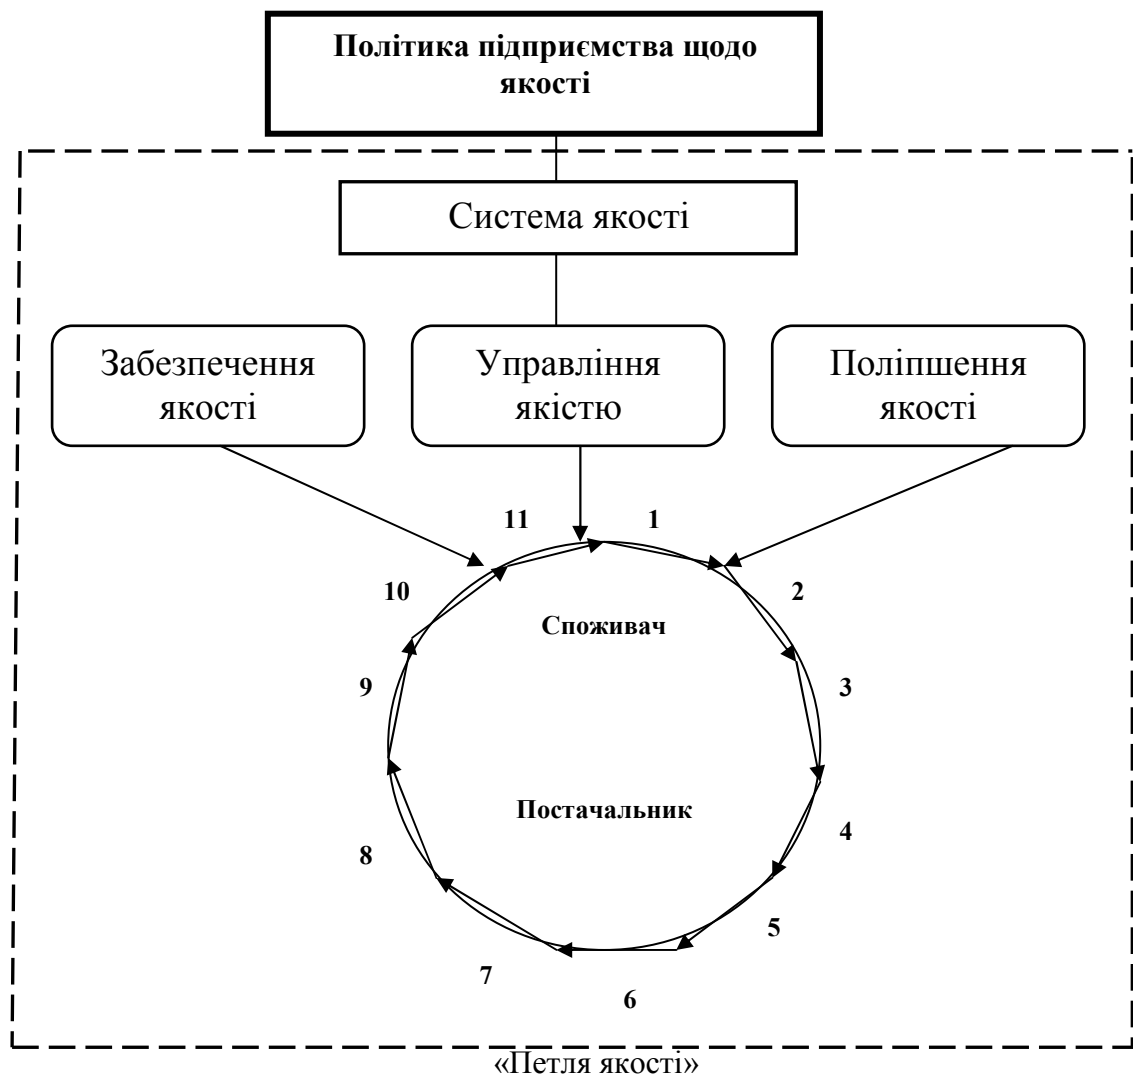 Політика підприємства щодо
якості
Система якості
Забезпечення
якості
Управління
якістю
Поліпшення
якості
11
1
10
2
Споживач
9
3
Постачальник
8
4
5
7
6
«Петля якості»